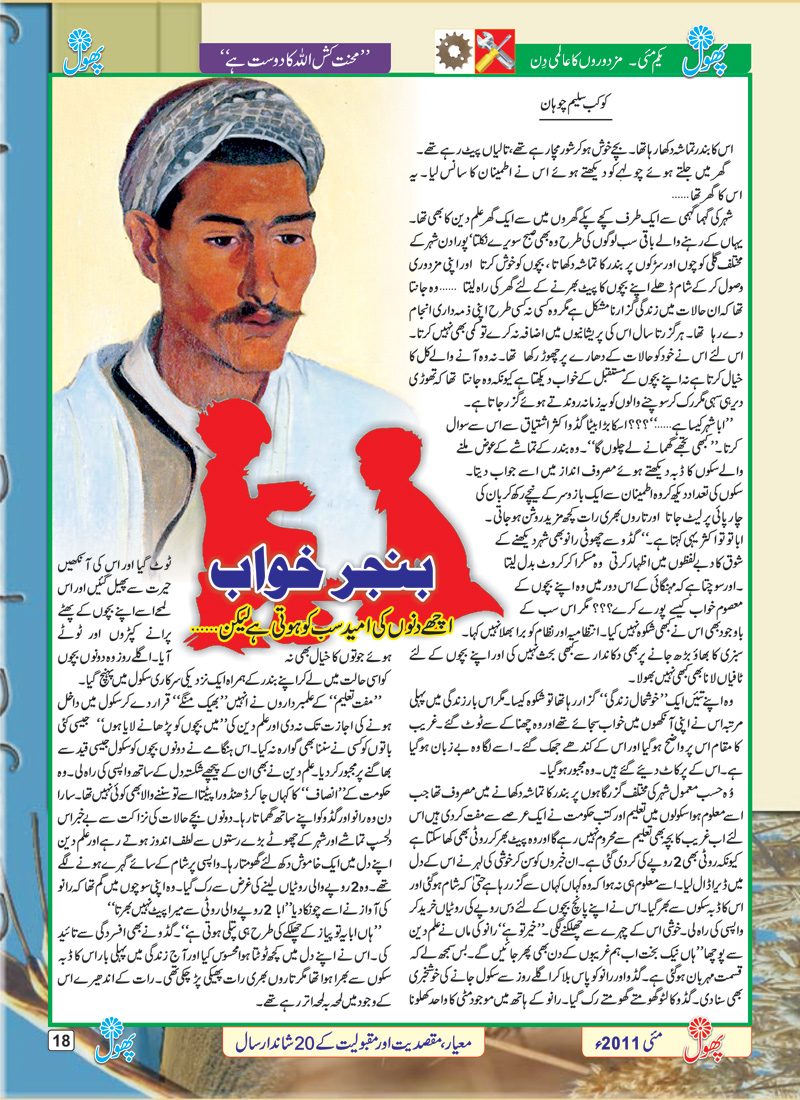 پھول
یکم مئی۔ مزدوروں کا عالمی دِن
’’محنت کش اللہ کا دوست ہے‘‘
پھول
کوکب سلیم چوہان
اس کا بندر تماشہ دکھا رہا تھا۔ بچے خوش ہو کر شور مچا رہے تھے، تالیاں پیٹ رہے تھے۔
گھر میں جلتے ہوئے چولہے کو دیکھتے ہوئے اس نے اطمینان کا سانس لیا۔ یہ
اس کا گھر تھا......
شہر کی گہما گہمی سے ایک طرف کچے پکے گھروں میں سے ایک گھر علم دین کا بھی تھا۔
یہاں کے رہنے والے باقی سب لوگوں کی طرح وہ بھی صبح سویرے نکلتا‘ پورا دن شہر کے
مختلف گلی کوچوں اور سڑکوں پر بندر کا تماشہ دکھاتا، بچوں کو خوش کرتا اور اپنی مزدوری
وصول کر کے شام ڈھلے اپنے بچوں کا پیٹ بھرنے کے لئے گھر کی راہ لیتا ......وہ جانتا
تھا کہ ان حالات میں زندگی گزارنا مشکل ہے مگر وہ کسی نہ کسی طرح اپنی ذمہ داری انجام
دے رہا تھا۔ ہر گزرتا سال اس کی پریشانیوں میں اضافہ نہ کرے تو کمی بھی نہیں کرتا۔
اس لئے اس نے خود کو حالات کے دھارے پر چھوڑ رکھا تھا۔ نہ وہ آنے والے کل کا
خیال کرتا ہے نہ اپنے بچوں کے مستقبل کے خواب دیکھتا ہے کیونکہ وہ جانتا تھا کہ تھوڑی
دیر ہی سہی مگر رک کر سوچنے والوں کو یہ زمانہ روندتے ہوئے گزر جاتا ہے۔
’’ابا شہر کیسا ہے.....‘‘؟؟؟ اسکا بڑا بیٹا گڈو اکثر اشتیاق سے اس سے سوال
کرتا۔ ’’کبھی تجھے گھمانے لے چلوں گا‘‘۔ وہ بندر کے تماشے کے عوض ملنے
والے سکوں کا ڈبہ دیکھتے ہوئے مصروف انداز میں اسے جواب دیتا۔
سکوں کی تعداد دیکھ کر وہ اطمینان سے ایک بازو سر کے نیچے رکھ کر بان کی
چارپائی پر لیٹ جاتا اور تاروں بھری رات کچھ مزید روشن ہو جاتی۔
ابا تو تو اکثر یہی کہتا ہے۔‘‘ گڈو سے چھوٹی رانو بھی شہر دیکھنے کے
شوق کا دبے لفظوں میں اظہار کرتی وہ مسکرا کر کروٹ بدل لیتا
۔اور سوچتا ہے کہ مہنگائی کے اس دور میں وہ اپنے بچوں کے
معصوم خواب کیسے پورے کرے؟؟؟ مگر اس سب کے
باوجود بھی اس نے کبھی شکوہ نہیں کیا۔ انتظامیہ اور نظام کو برا بھلا نہیں کہا۔
سبزی کا بھاؤ بڑھ جانے پر بھی دکاندار سے کبھی بحث نہیں کی اور اپنے بچوں کے لئے
ٹافیاں لانا بھی کبھی نہیں بھولا۔
وہ اپنے تئیں ایک ’’خوشحال زندگی‘‘ گزار رہا تھا تو شکوہ کیسا۔ مگر اس بار زندگی میں پہلی
مرتبہ اس نے اپنی آنکھوں میں خواب سجائے تھے اور وہ چھنا کے سے ٹوٹ گئے۔ غریب
کا مقام اس پر واضح ہو گیا اور اس کے کندھے جھک گئے۔ اسے لگا وہ بے زبان ہو گیا
ہے۔ اس کے پر کاٹ دیئے گئے ہیں۔ وہ مجبور ہو گیا۔
وُہ حسب معمول شہر کی مختلف گزرگاہوں پر بندر کا تماشہ دکھانے میں مصروف تھا جب
اسے معلوم ہوا سکولوں میں تعلیم اور کتب حکومت نے ایک عرصے سے مفت کر دی ہیں اس
لئے اب غریب کا بچہ بھی تعلیم سے محروم نہیں رہے گا اور وہ پیٹ بھر کر روٹی بھی کھا سکتا ہے
کیونکہ روٹی بھی 2 روپے کی کر دی گئی ہے۔ ان خبروں کو سن کر خوشی کی لہر نے اس کے دل
میں ڈیرا ڈال لیا۔ اسے معلوم ہی نہ ہوا کہ وہ کہاں کہاں سے گزر رہا ہے حتیٰ کہ شام ہو گئی اور
اس کا ڈبہ سکوں سے بھر گیا۔ اس نے اپنے پانچ بچوں کے لئے دس روپے کی روٹیاں خرید کر
واپسی کی راہ لی۔ خوشی اس کے چہرے سے چھلکنے لگی۔ ’’خیر تو ہے‘‘ رانو کی ماں نے علم دین
سے پوچھا ’’ہاں نیک بخت اب ہم غریبوں کے دن بھی پھر جائیں گے۔ بس سمجھ لے کہ
قسمت مہربان ہو گئی ہے۔ گڈو اور رانو کو پاس بلا کر اگلے روز سے سکول جانے کی خوشخبری
بھی سنا دی۔ گڈو کا لٹو گھومتے گھومتے رک گیا۔ رانو کے ہاتھ میں موجود مٹی کا واحد کھلونا
بنجر خواب
اچھے دنوں کی امید سب کو ہوتی ہے لیکن......
ٹوٹ گیا اور اس کی آنکھیں
حیرت سے پھیل گئیں اور اس
لمحے اسے اپنے بچوں کے پھٹے
پرانے کپڑوں اور ٹوٹے
ہوئے جوتوں کا خیال بھی نہ آیا۔ اگلے روز وہ دونوں بچوں
کو اسی حالت میں لے کر اپنے بندر کے ہمراہ ایک نزدیکی سرکاری سکول میں پہنچ گیا۔
’’مفت تعلیم‘‘ کے علمبرداروں نے انہیں ’’بھیک منگے‘‘ قرار دے کر سکول میں داخل
ہونے کی اجازت تک نہ دی اور علم دین کی ’’میں بچوں کو پڑھانے لایا ہوں‘‘ جیسی کئی
باتوں کو کسی نے سننا بھی گوارہ نہ کیا۔ اس ہنگامے نے دونوں بچوں کو سکول جیسی قید سے
بھاگنے پر مجبور کر دیا۔ علم دین نے بھی ان کے پیچھے شکستہ دل کے ساتھ واپسی کی راہ لی۔ وہ
حکومت کے ’’انصاف‘‘ کا کہاں جا کر ڈھنڈورا پیٹتا اسے تو سننے والا بھی کوئی نہیں تھا۔ سارا
دن وہ رانو اور گڈو کو اپنے ساتھ گھماتا رہا۔ دونوں بچے حالات کی نزاکت سے بے خبر اس
دلچسپ تماشے اور شہر کے چھوٹے بڑے رستوں سے لطف اندوز ہوتے رہے اور علم دین
اپنے دل میں ایک خاموش دکھ لئے گھومتا رہا۔ واپسی پر شام کے سائے گہرے ہونے لگے
تھے۔ وہ 2 روپے والی روٹیاں لینے کی غرض سے رک گیا۔ وہ اپنی سوچوں میں گم تھا کہ رانو
کی آواز نے اسے چونکا دیا ’’ابا 2 روپے والی روٹی سے میرا پیٹ نہیں بھرتا‘‘
’’ہاں ابا یہ تو پیاز کے چھلکے کی طرح ہی پتلی ہوتی ہے‘‘ گڈو نے بھی افسردگی سے تائید
کی۔ اس نے اپنے دل میں کچھ ٹوٹتا ہوا محسوس کیا اور آج زندگی میں پہلی بار اس کا ڈبہ
سکوں سے بھرا ہوا تھا مگر تاروں بھری رات پھیکی پڑ چکی تھی۔ رات کے اندھیرے اس
کے وجود میں لمحہ بہ لمحہ اتر رہے تھے۔
پھول
مئی 2011ء
معیار، مقصدیت اور مقبولیت کے 20 شاندار سال
پھول
18